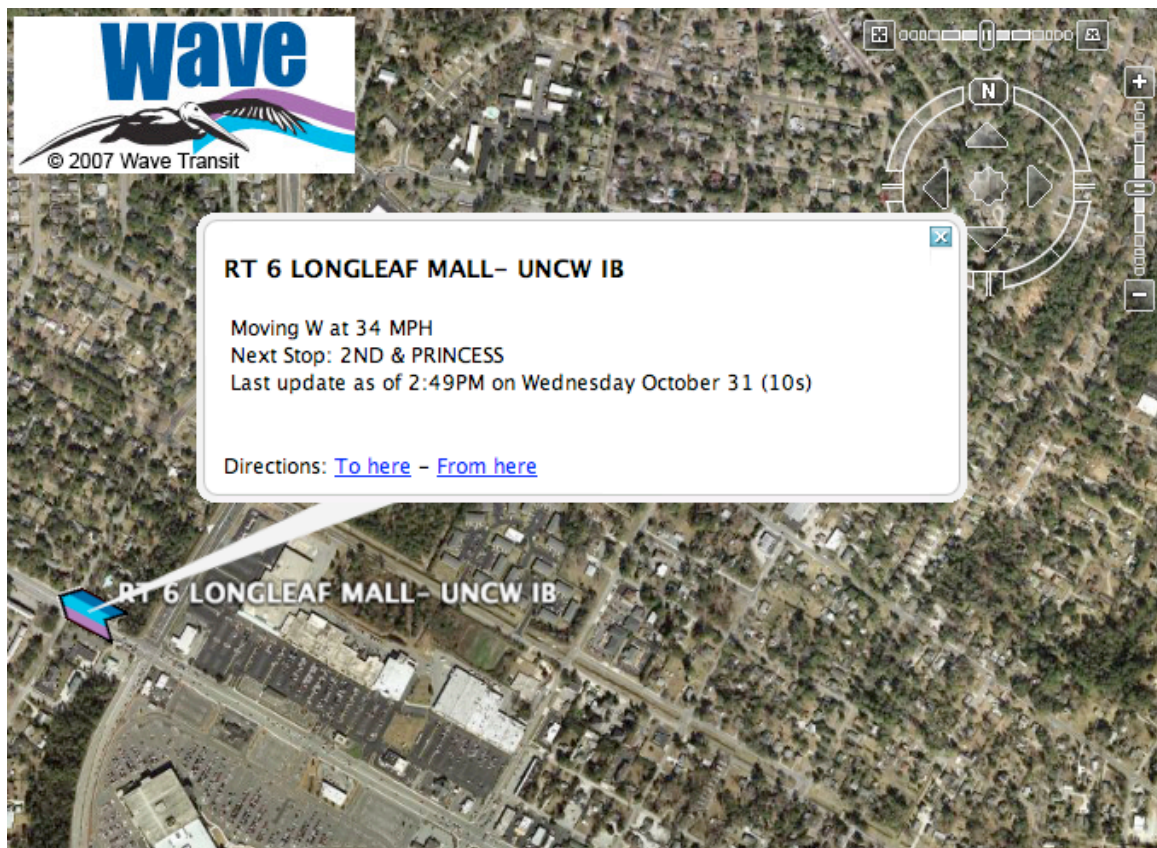 wave
© 2007 Wave Transit
N
RT 6 LONGLEAF MALL– UNCW IB
Moving W at 34 MPH
Next Stop: 2ND & PRINCESS
Last update as of 2:49PM on Wednesday October 31 (10s)
Directions: To here – From here
RT 6 LONGLEAF MALL– UNCW IB